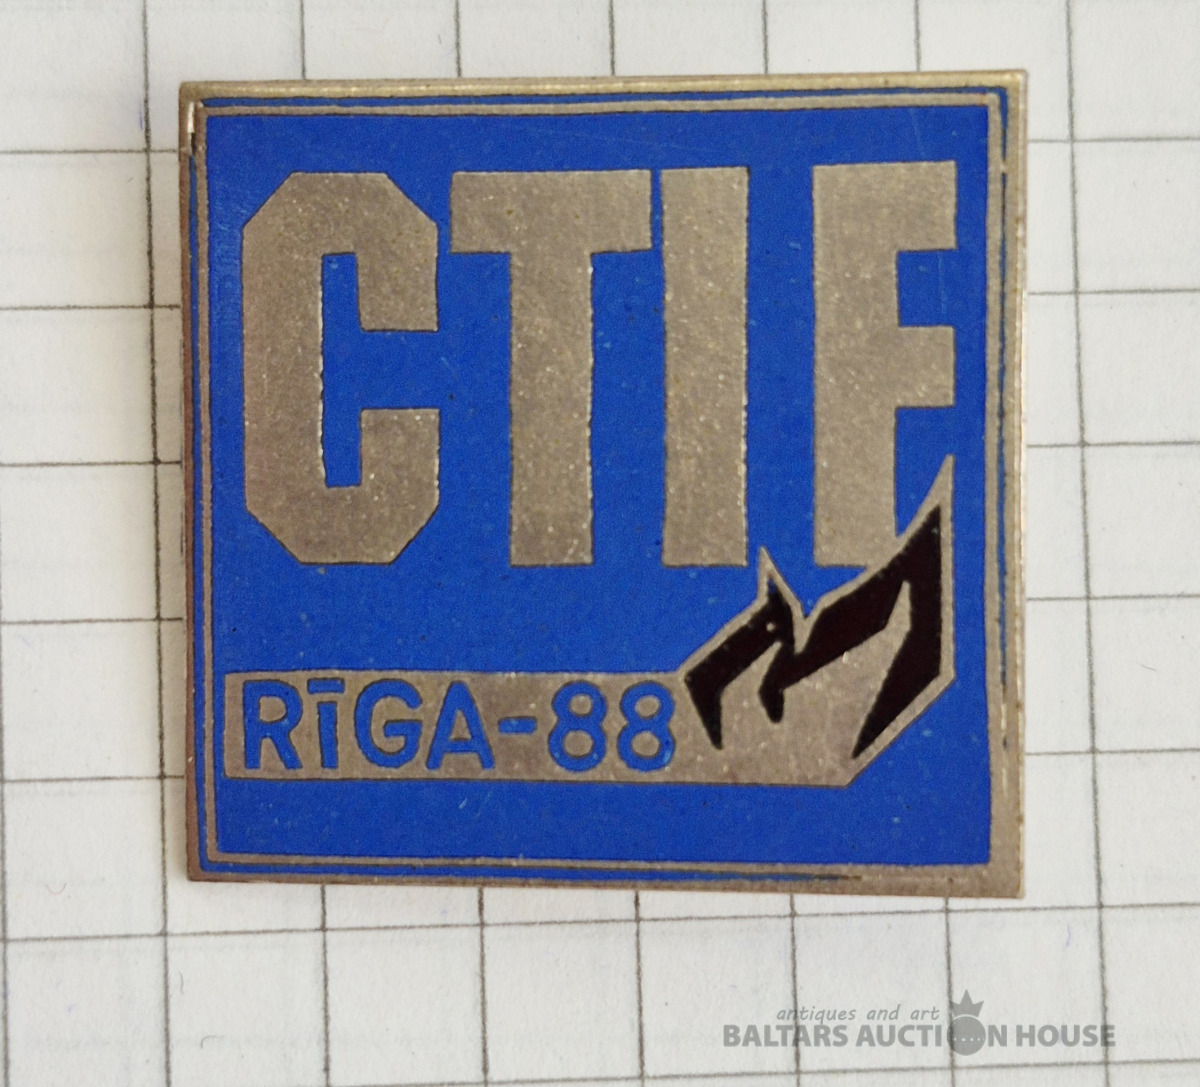 CTIF
RĪGA-88
antiques and art
BALTARS AUCTION HOUSE